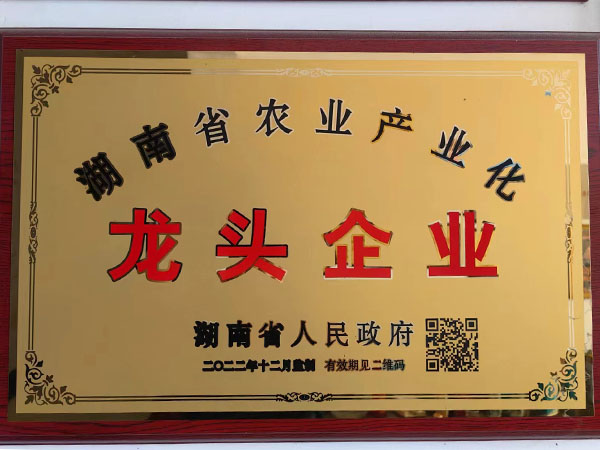 湖南省农业产业化
龙头企业
湖南省人民政府
二〇二二年十二月监制 有效期见二维码